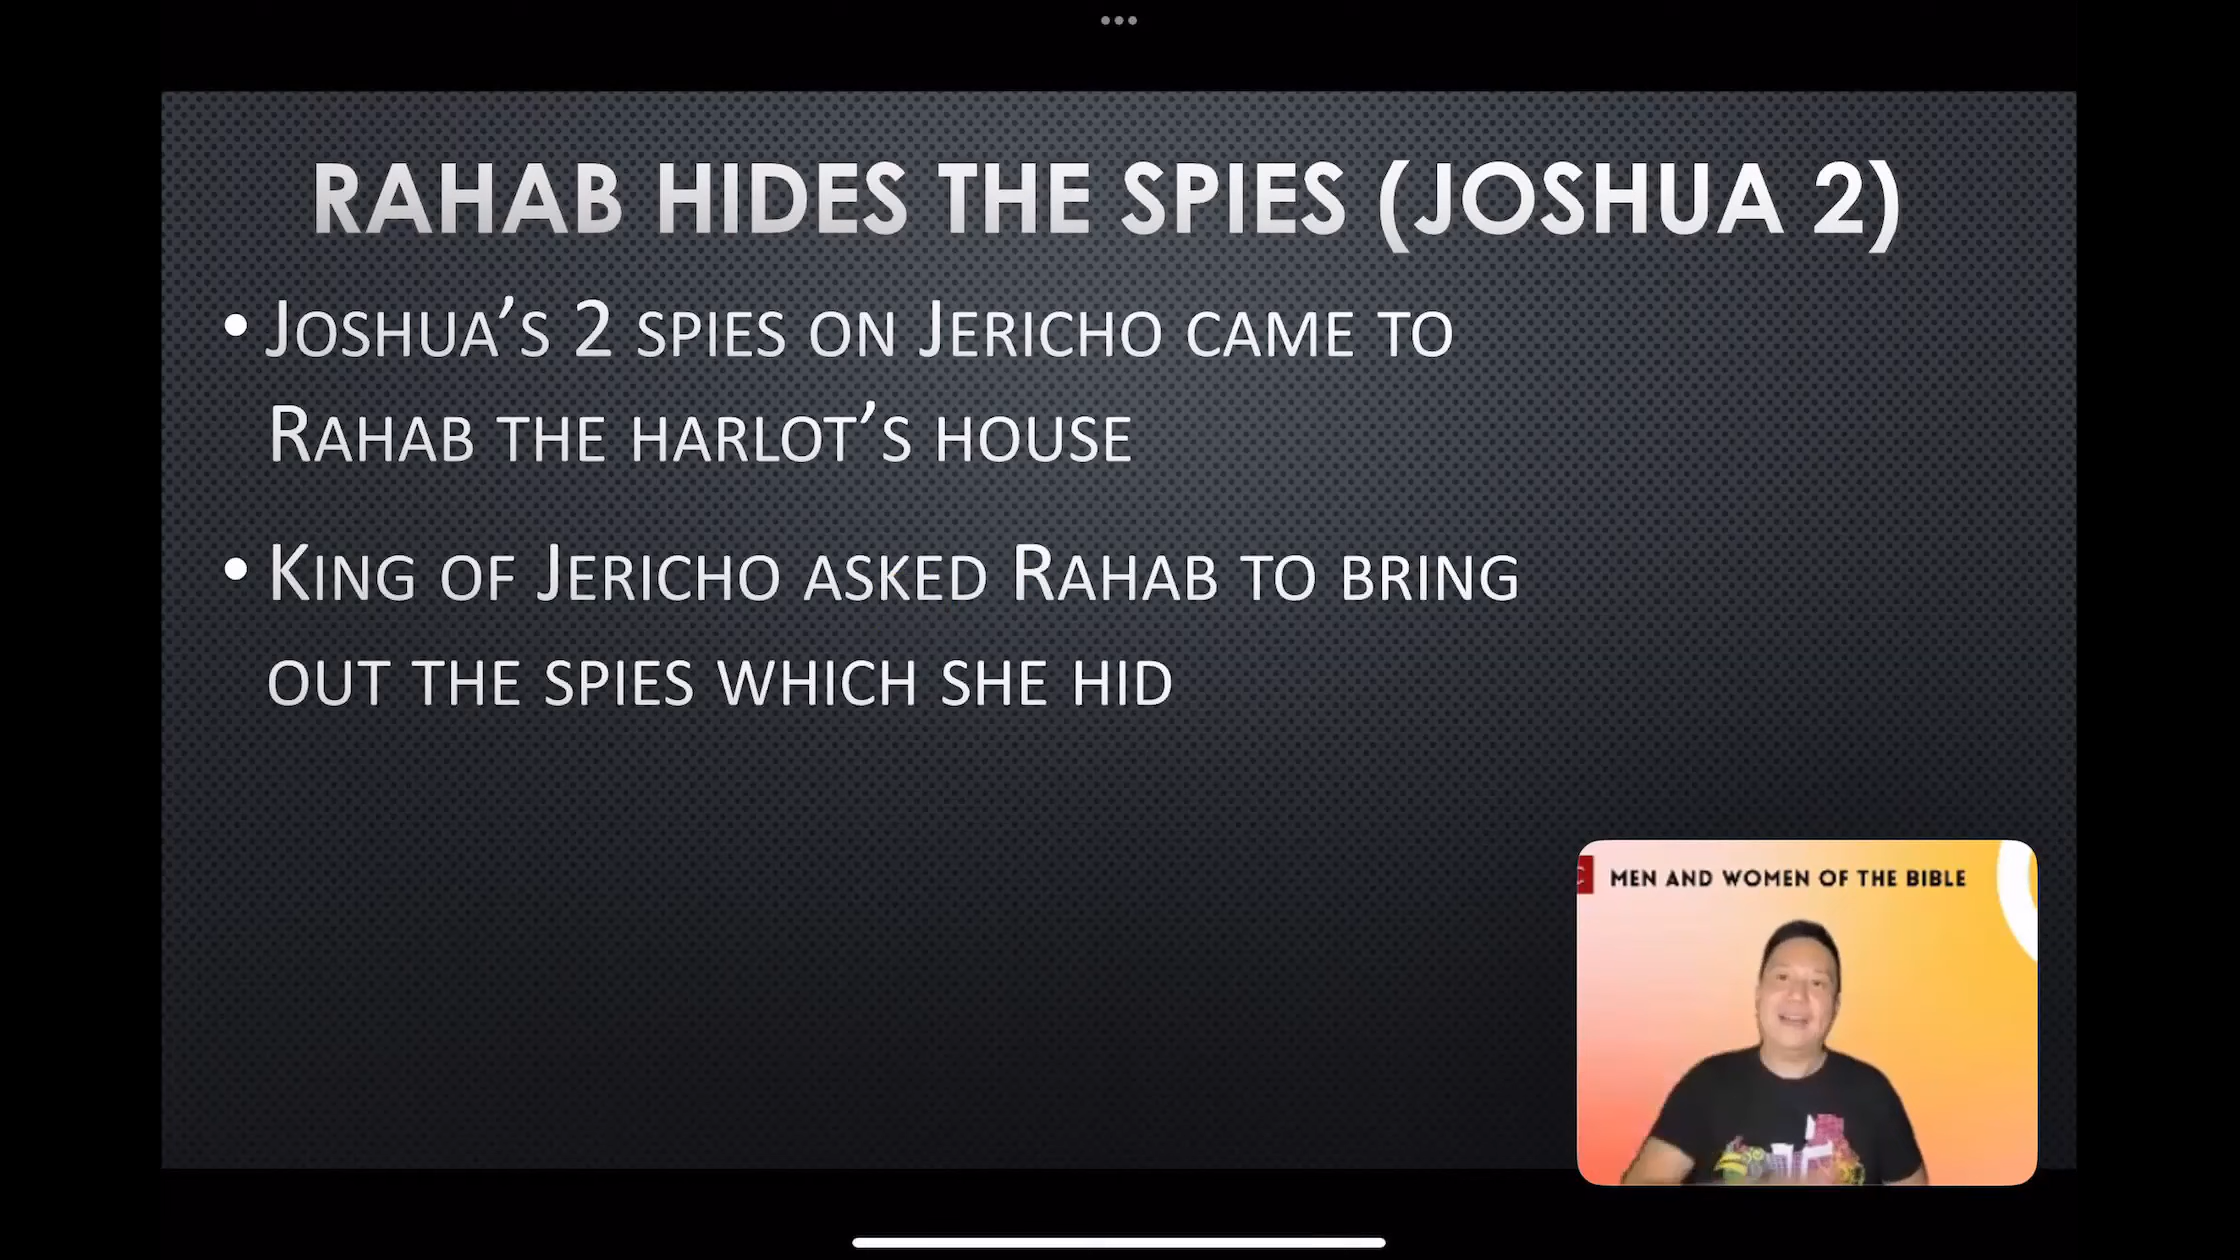 RAHAB HIDES THE SPIES (JOSHUA 2)
• JOSHUA'S 2 SPIES ON JERICHO CAME TO
RAHAB THE HARLOT'S HOUSE
• KING OF JERICHO ASKED RAHAB TO BRING
OUT THE SPIES WHICH SHE HID
MEN AND WOMEN OF THE BIBLE